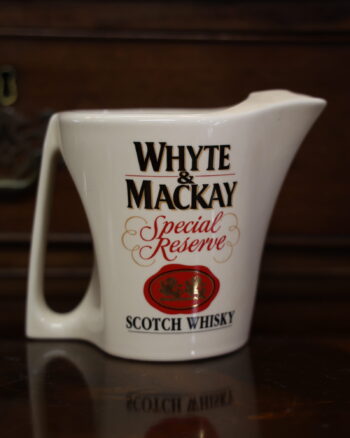 WHYTE
&
MACKAY
Special
Reserve
SCOTCH WHISKY